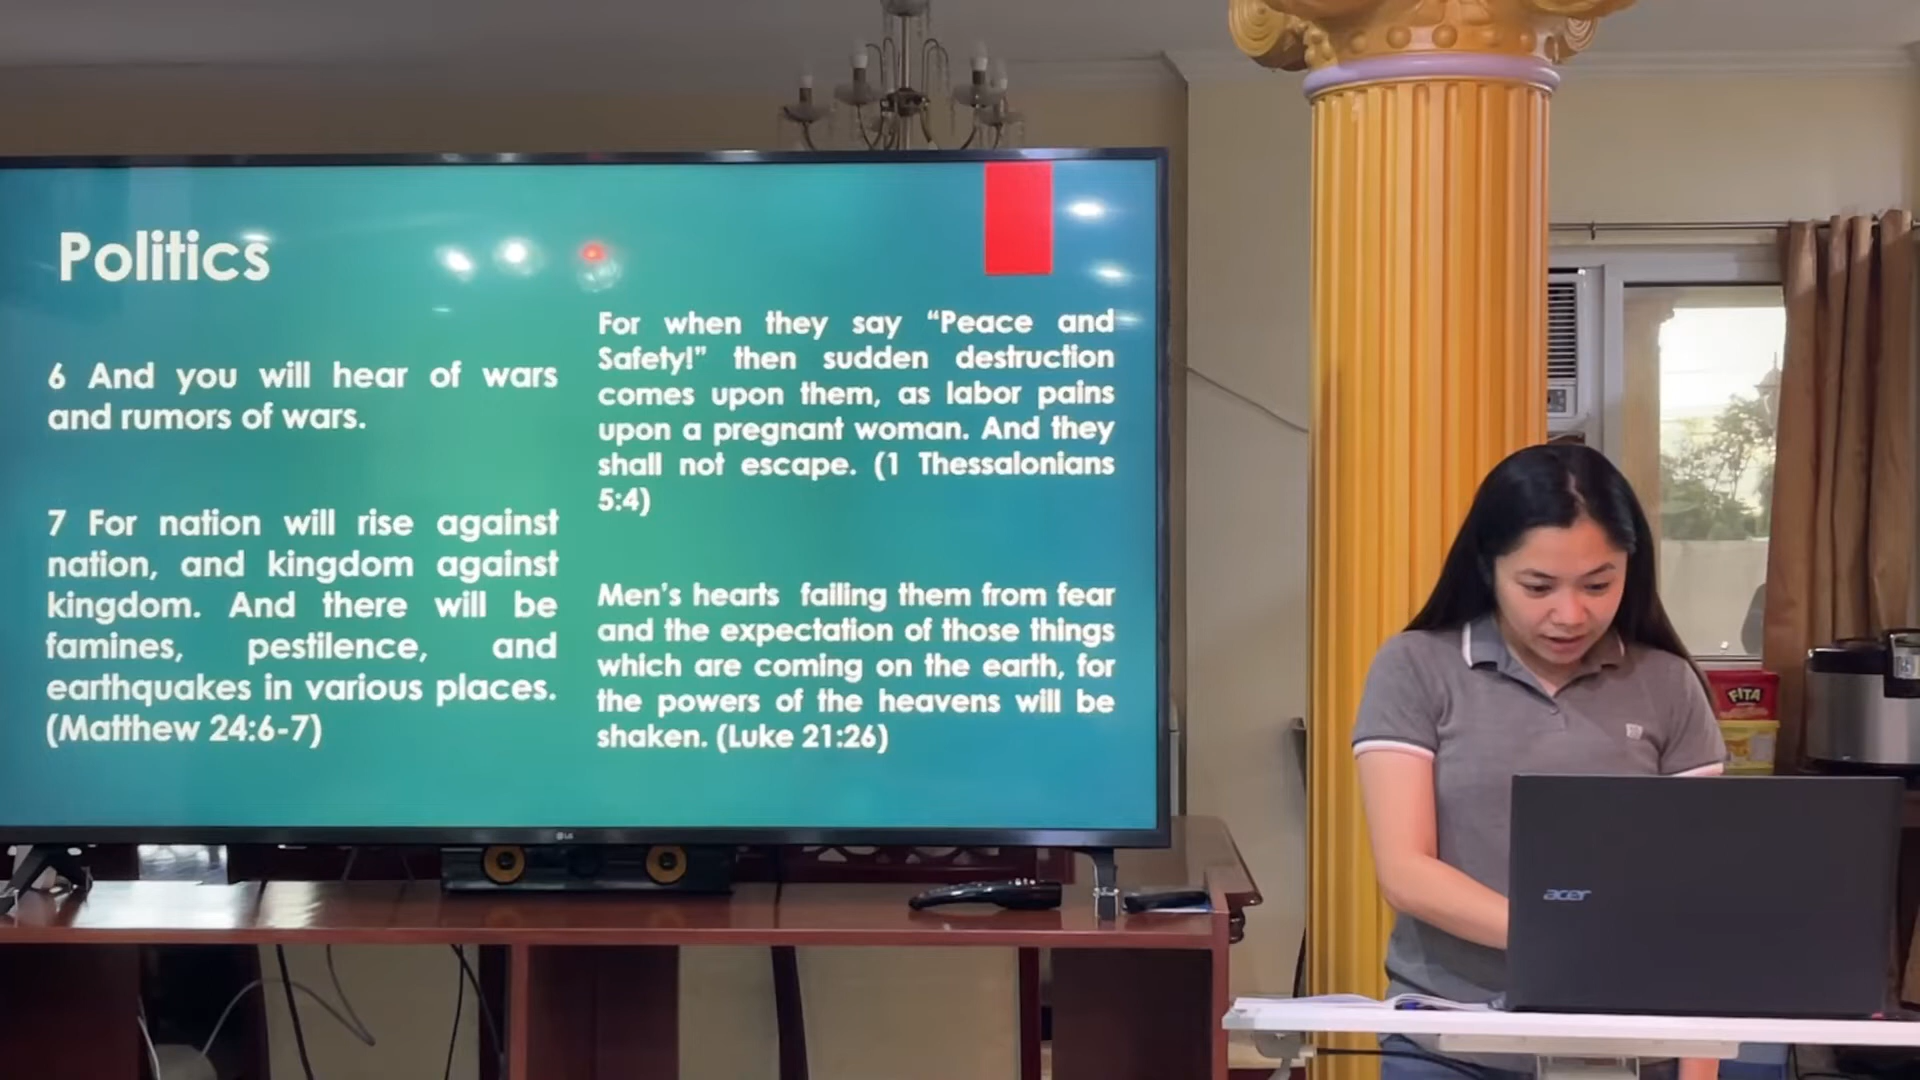 Politics
6 And you will hear of wars
and rumors of wars.
7 For nation will rise against
nation, and kingdom against
kingdom. And there will be
famines, pestilence, and
earthquakes in various places.
(Matthew 24:6-7)
For when they say “Peace and
Safety!” then sudden destruction
comes upon them, as labor pains
upon a pregnant woman. And they
shall not escape. (1 Thessalonians
5:4)
Men’s hearts failing them from fear
and the expectation of those things
which are coming on the earth, for
the powers of the heavens will be
shaken. (Luke 21:26)
LG
acer
FITA